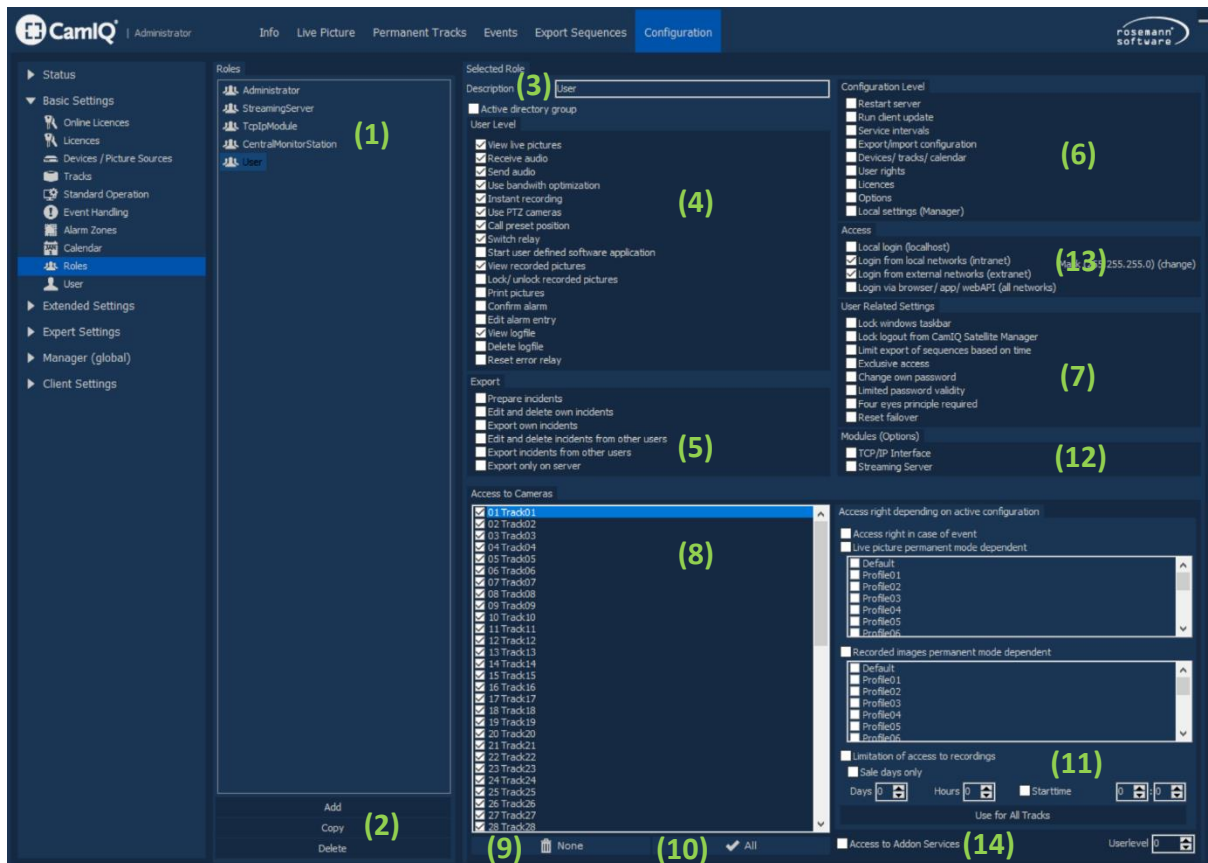 CamIQ | Administrator
Info Live Picture Permanent Tracks Events Export Sequences Configuration
rosemann software
Status
Basic Settings
Online Licences
Licences
Devices / Picture Sources
Tracks
Standard Operation
Event Handling
Alarm Zones
Calendar
Roles
User
Extended Settings
Expert Settings
Manager (global)
Client Settings
Roles
Administrator
StreamingServer
TcpIpModule
CentralMonitorStation
User
(1)
Add
Copy
Delete
(2)
Selected Role
Description (3) User
Active directory group
User Level
View live pictures
Receive audio
Send audio
Use bandwith optimization
Instant recording
Use PTZ cameras
Call preset position
Switch relay
Start user defined software application
View recorded pictures
Lock/ unlock recorded pictures
Print pictures
Confirm alarm
Edit alarm entry
View logfile
Delete logfile
Reset error relay
(4)
Export
Prepare incidents
Edit and delete own incidents
Export own incidents
Edit and delete incidents from other users
Export incidents from other users
Export only on server
(5)
Configuration Level
Restart server
Run client update
Service intervals
Export/import configuration
Devices/ tracks/ calendar
User rights
Licences
Options
Local settings (Manager)
(6)
Access
Local login (localhost)
Login from local networks (intranet)
Login from external networks (extranet)
Login via browser/ app/ webAPI (all networks)
(13)
255.255.0) (change)
User Related Settings
Lock windows taskbar
Lock logout from CamIQ Satellite Manager
Limit export of sequences based on time
Exclusive access
Change own password
Limited password validity
Four eyes principle required
Reset failover
(7)
Modules (Options)
TCP/IP Interface
Streaming Server
(12)
Access to Cameras
01 Track01
02 Track02
03 Track03
04 Track04
05 Track05
06 Track06
07 Track07
08 Track08
09 Track09
10 Track10
11 Track11
12 Track12
13 Track13
14 Track14
15 Track15
16 Track16
17 Track17
18 Track18
19 Track19
20 Track20
21 Track21
22 Track22
23 Track23
24 Track24
25 Track25
26 Track26
27 Track27
28 Track28
(8)
(9) None (10) All
Access right depending on active configuration
Access right in case of event
Live picture permanent mode dependent
Default
Profile01
Profile02
Profile03
Profile04
Profile05
Profile06
Recorded images permanent mode dependent
Default
Profile01
Profile02
Profile03
Profile04
Profile05
Profile06
Limitation of access to recordings
(11)
Sale days only
Days 0 Hours 0 Starttime 0 : 0
Use for All Tracks
Access to Addon Services (14) Userlevel 0